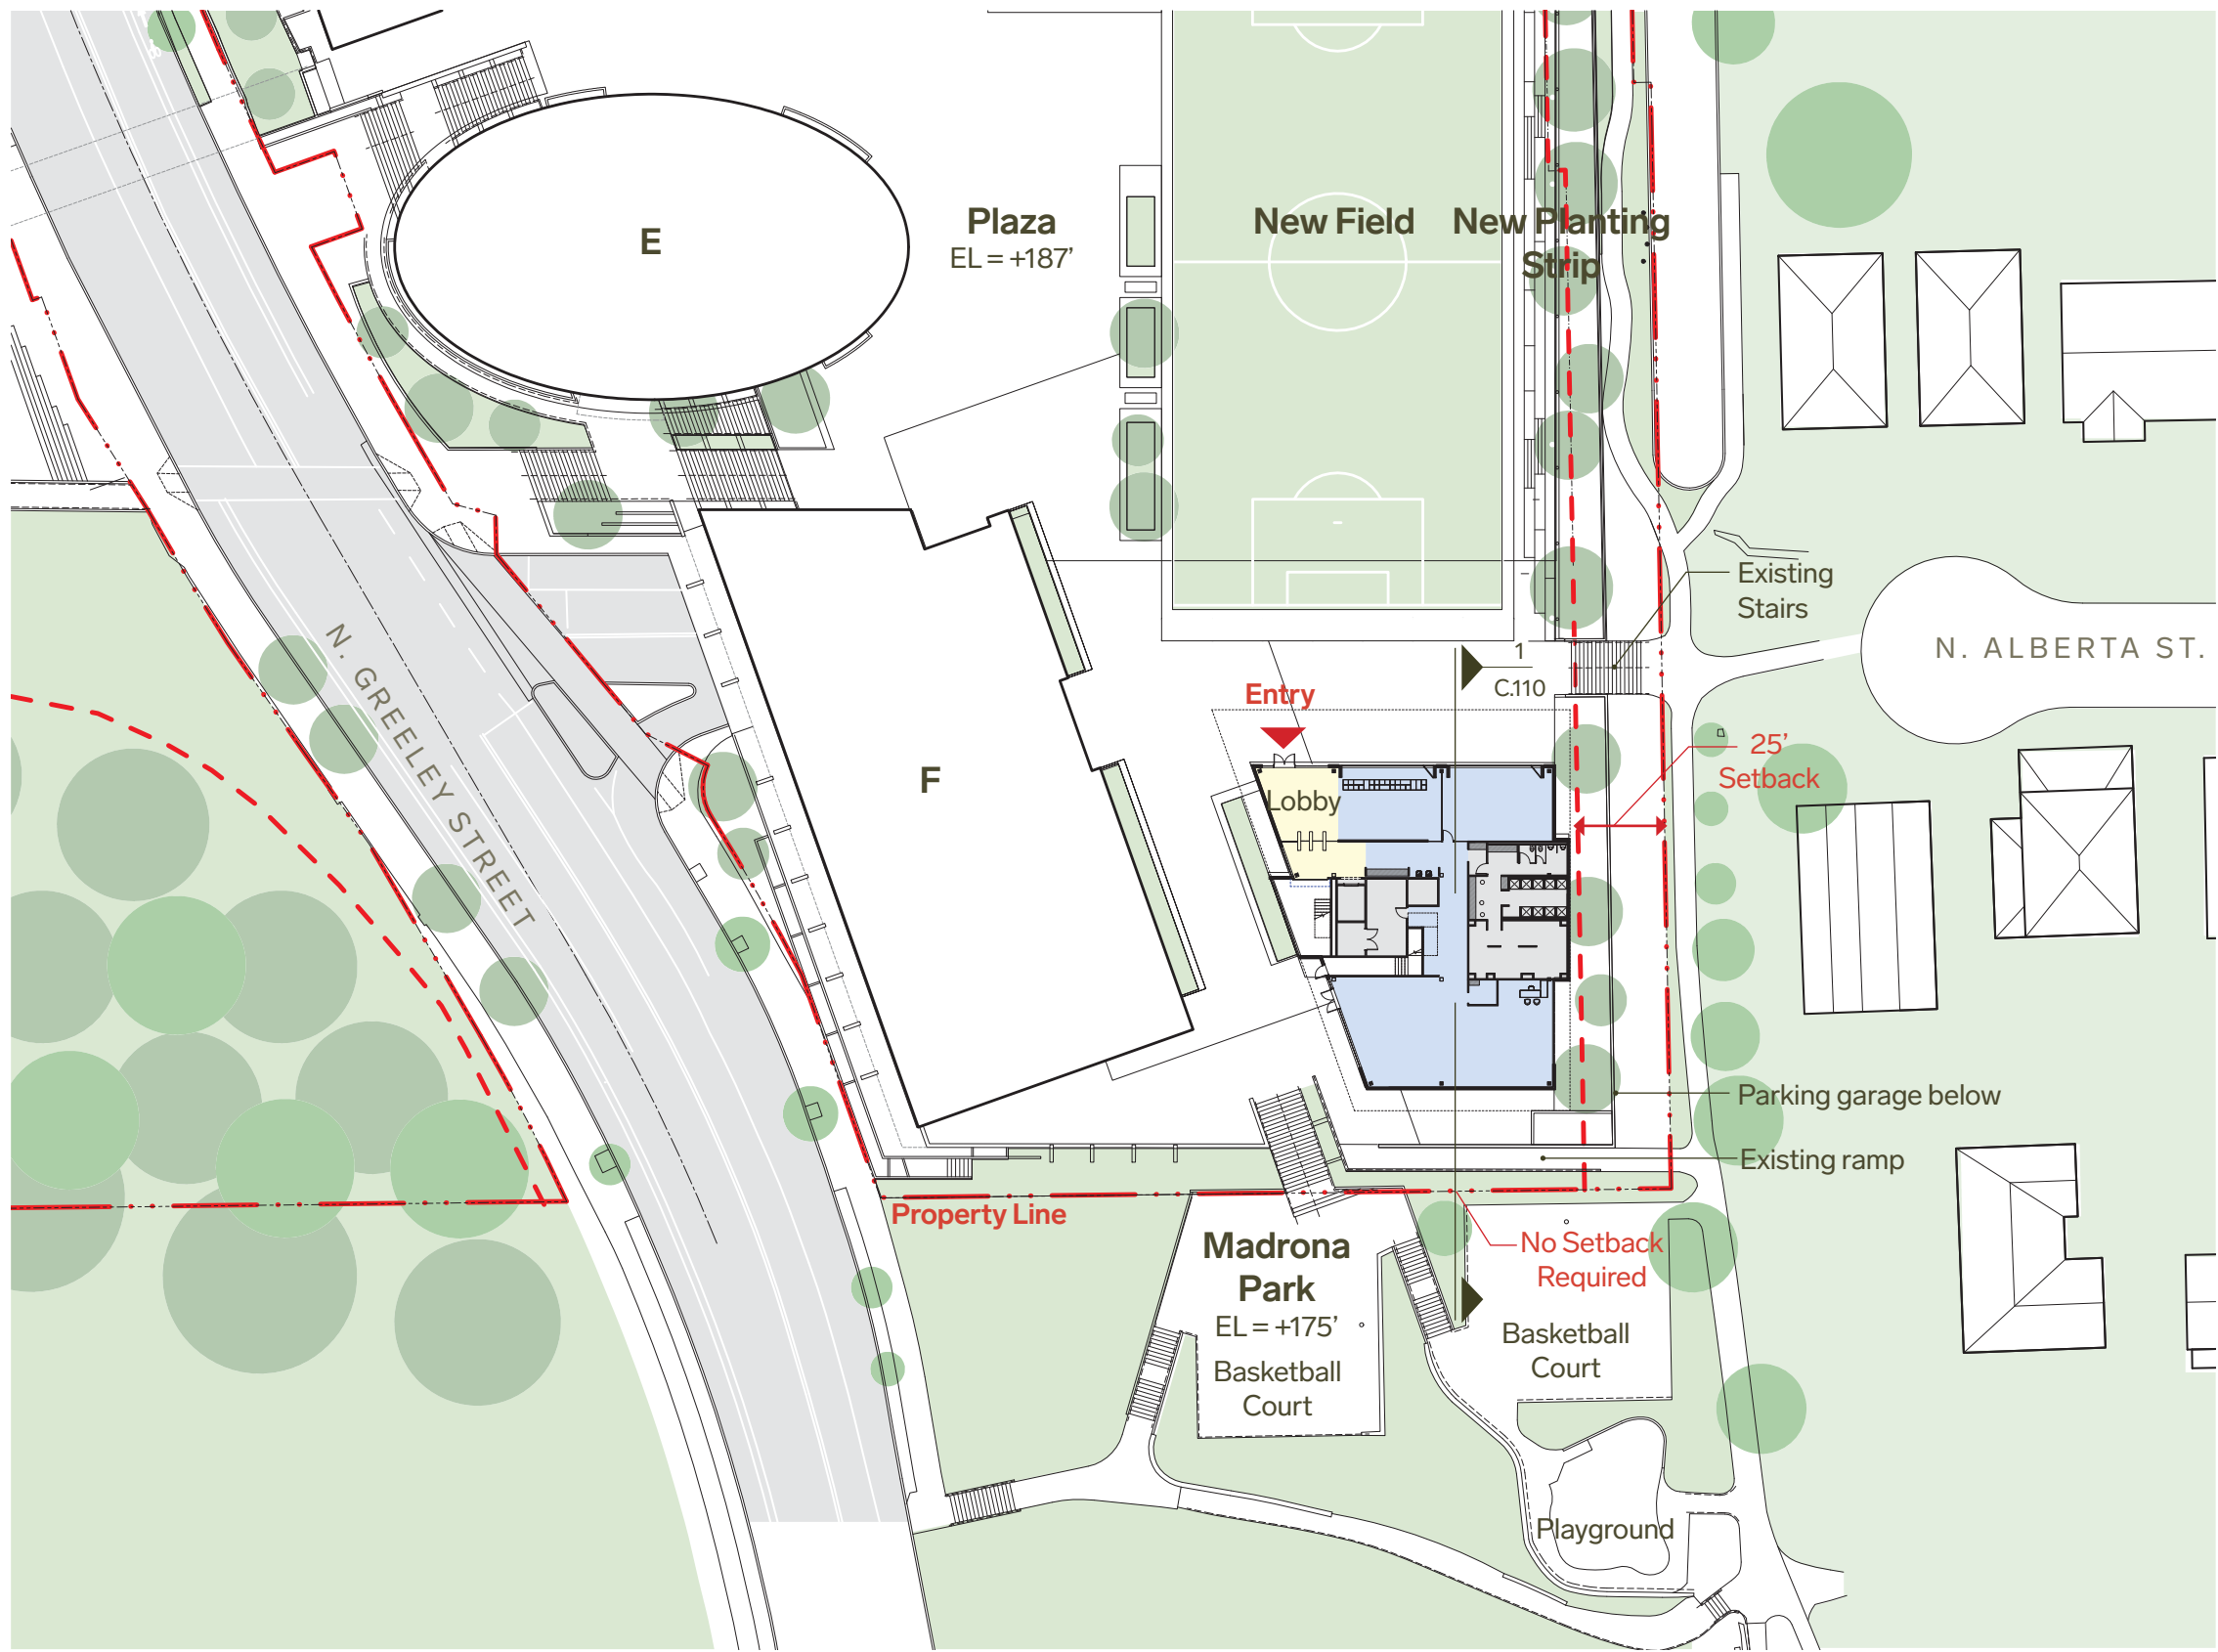 E
Plaza
EL = +187’
New Field
New Planting
Strip
Existing
Stairs
N. ALBERTA ST.
N. GREELEY STREET
1
C.110
Entry
25’
Setback
F
Lobby
Parking garage below
Existing ramp
Property Line
Madrona
Park
EL = +175’
Basketball
Court
No Setback
Required
Basketball
Court
Playground